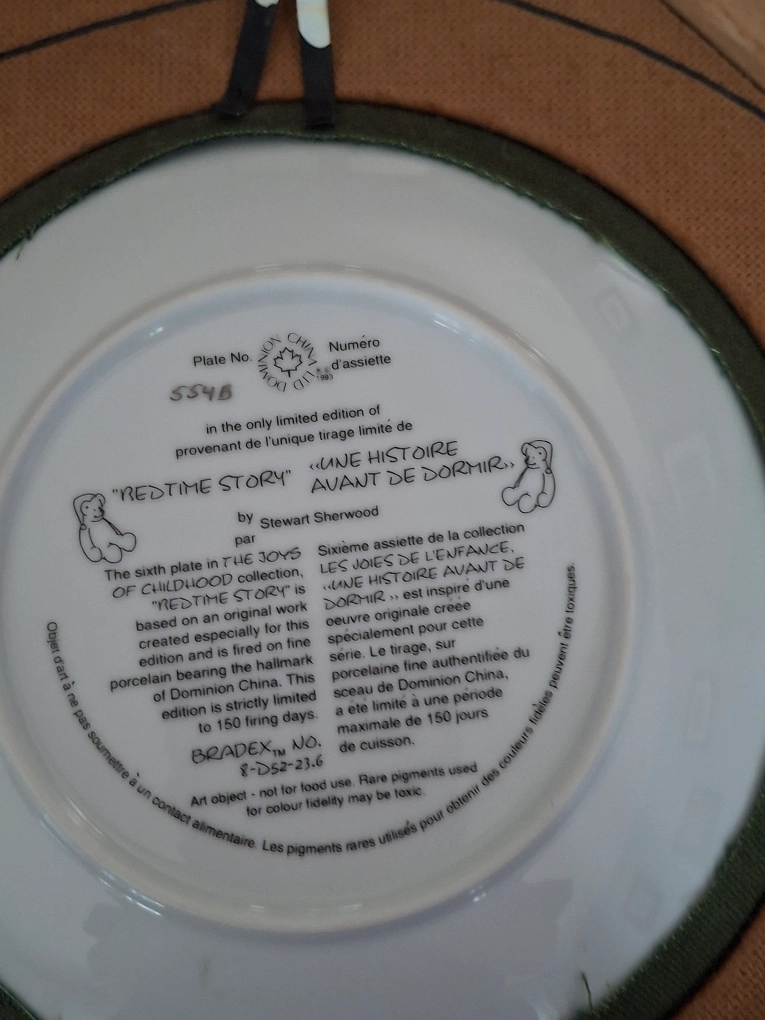 Plate No.
DOMINION CHINA LTD
1993
Numéro
d'assiette
554B
in the only limited edition of
provenant de l'unique tirage limité de
"BEDTIME STORY"
«UNE HISTOIRE
AVANT DE DORMIR»
by
par
Stewart Sherwood
The sixth plate in THE JOYS
OF CHILDHOOD collection,
"BEDTIME STORY" is
based on an original work
created especially for this
edition and is fired on fine
porcelain bearing the hallmark
of Dominion China. This
edition is strictly limited
to 150 firing days.
BRADEX™ NO.
8-D52-23.6
Sixième assiette de la collection
LES JOIES DE L'ENFANCE,
«UNE HISTOIRE AVANT DE
DORMIR» est inspiré d'une
oeuvre originale créée
spécialement pour cette
série. Le tirage, sur
porcelaine fine authentifiée du
sceau de Dominion China,
a été limité à une période
maximale de 150 jours
de cuisson.
Art object - not for food use. Rare pigments used
for colour fidelity may be toxic.
Objet d'art à ne pas soumettre à un contact alimentaire. Les pigments rares utilisés pour obtenir des couleurs fidèles peuvent être toxiques.